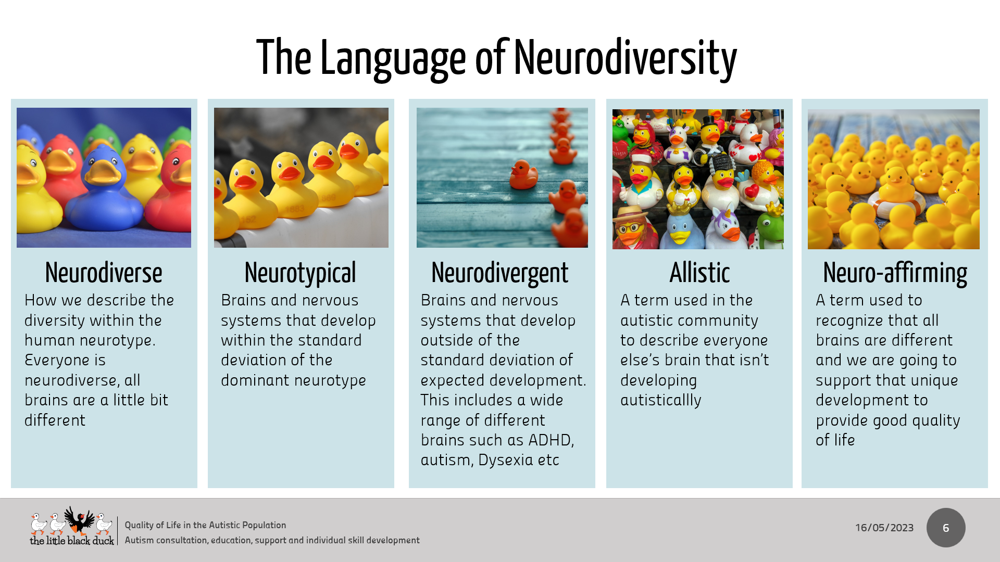 The Language of Neurodiversity
Neurodiverse
How we describe the
diversity within the
human neurotype.
Everyone is
neurodiverse, all
brains are a little bit
different
Neurotypical
Brains and nervous
systems that develop
within the standard
deviation of the
dominant neurotype
Neurodivergent
Brains and nervous
systems that develop
outside of the
standard deviation of
expected development.
This includes a wide
range of different
brains such as ADHD,
autism, Dysexia etc
Allistic
A term used in the
autistic community
to describe everyone
else’s brain that isn’t
developing
autisticallly
Neuro-affirming
A term used to
recognize that all
brains are different
and we are going to
support that unique
development to
provide good quality
of life
the little black duck
Quality of Life in the Autistic Population
Autism consultation, education, support and individual skill development
16/05/2023
6